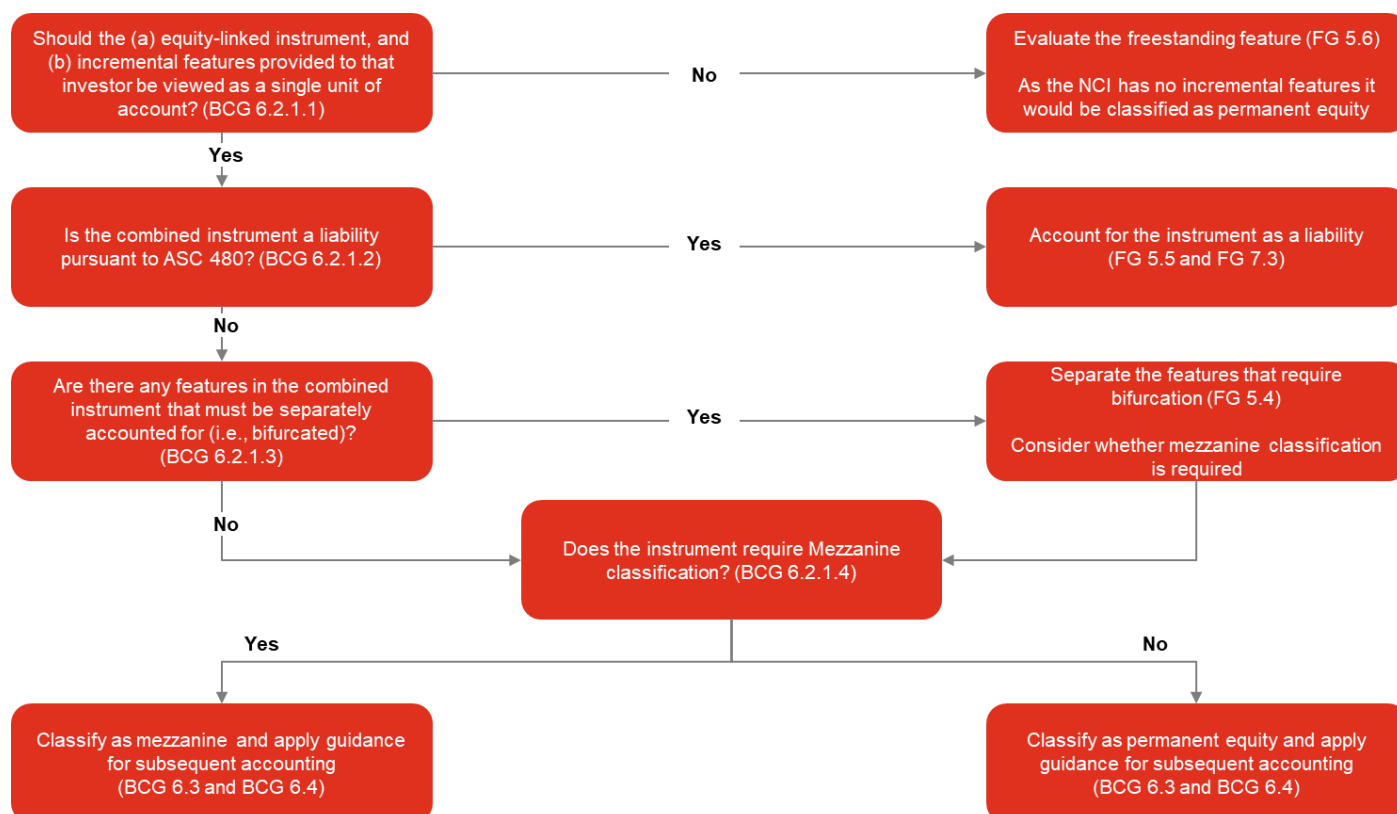 Should the (a) equity-linked instrument, and
(b) incremental features provided to that
investor be viewed as a single unit of
account? (BCG 6.2.1.1)
No
Evaluate the freestanding feature (FG 5.6)
As the NCI has no incremental features it
would be classified as permanent equity
Yes
Is the combined instrument a liability
pursuant to ASC 480? (BCG 6.2.1.2)
Yes
Account for the instrument as a liability
(FG 5.5 and FG 7.3)
No
Are there any features in the combined
instrument that must be separately
accounted for (i.e., bifurcated)?
(BCG 6.2.1.3)
Yes
Separate the features that require
bifurcation (FG 5.4)
Consider whether mezzanine classification
is required
No
Does the instrument require Mezzanine
classification? (BCG 6.2.1.4)
Yes
No
Classify as mezzanine and apply guidance
for subsequent accounting
(BCG 6.3 and BCG 6.4)
Classify as permanent equity and apply
guidance for subsequent accounting
(BCG 6.3 and BCG 6.4)